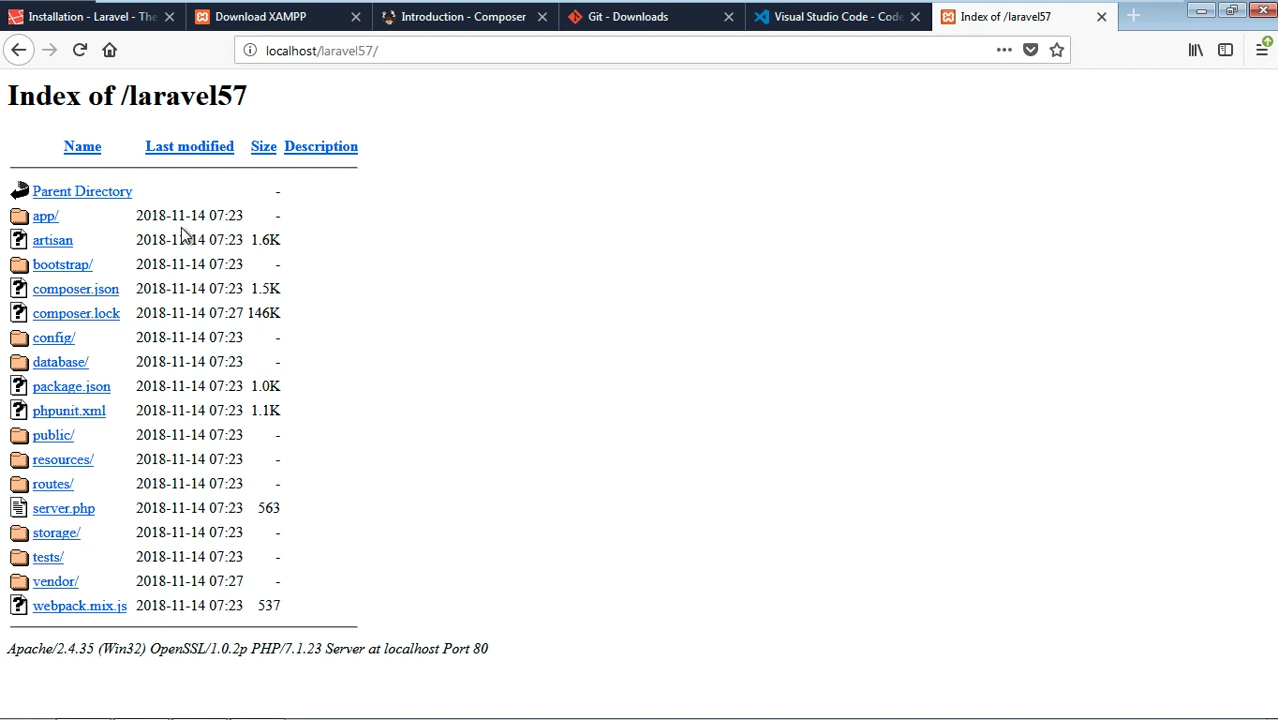 Installation - Laravel - The
Download XAMPP
Introduction - Composer
Git - Downloads
Visual Studio Code - Code
Index of /laravel57
localhost/laravel57/
Index of /laravel57
Name Last modified Size Description
Parent Directory -
app/ 2018-11-14 07:23 -
artisan 2018-11-14 07:23 1.6K
bootstrap/ 2018-11-14 07:23 -
composer.json 2018-11-14 07:23 1.5K
composer.lock 2018-11-14 07:27 146K
config/ 2018-11-14 07:23 -
database/ 2018-11-14 07:23 -
package.json 2018-11-14 07:23 1.0K
phpunit.xml 2018-11-14 07:23 1.1K
public/ 2018-11-14 07:23 -
resources/ 2018-11-14 07:23 -
routes/ 2018-11-14 07:23 -
server.php 2018-11-14 07:23 563
storage/ 2018-11-14 07:23 -
tests/ 2018-11-14 07:23 -
vendor/ 2018-11-14 07:27 -
webpack.mix.js 2018-11-14 07:23 537
Apache/2.4.35 (Win32) OpenSSL/1.0.2p PHP/7.1.23 Server at localhost Port 80